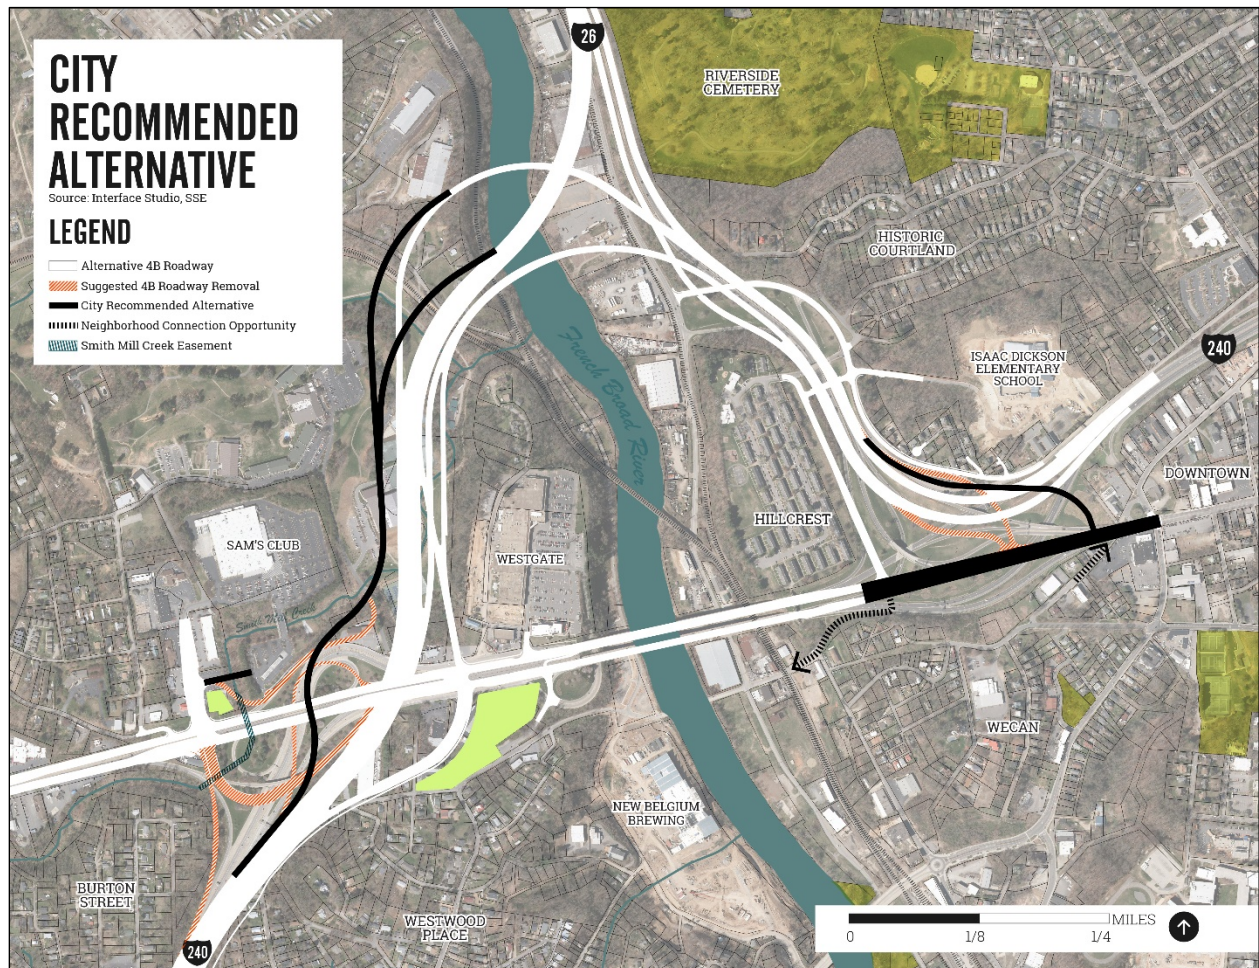 CITY
RECOMMENDED
ALTERNATIVE
Source: Interface Studio, SSE
LEGEND
Alternative 4B Roadway
Suggested 4B Roadway Removal
City Recommended Alternative
Neighborhood Connection Opportunity
Smith Mill Creek Easement
26
RIVERSIDE
CEMETERY
HISTORIC
COURTLAND
240
ISAAC DICKSON
ELEMENTARY
SCHOOL
French Broad River
DOWNTOWN
HILLCREST
SAM'S CLUB
WESTGATE
Smith Mill Creek
WECAN
NEW BELGIUM
BREWING
BURTON
STREET
WESTWOOD
PLACE
240
MILES
0 1/8 1/4